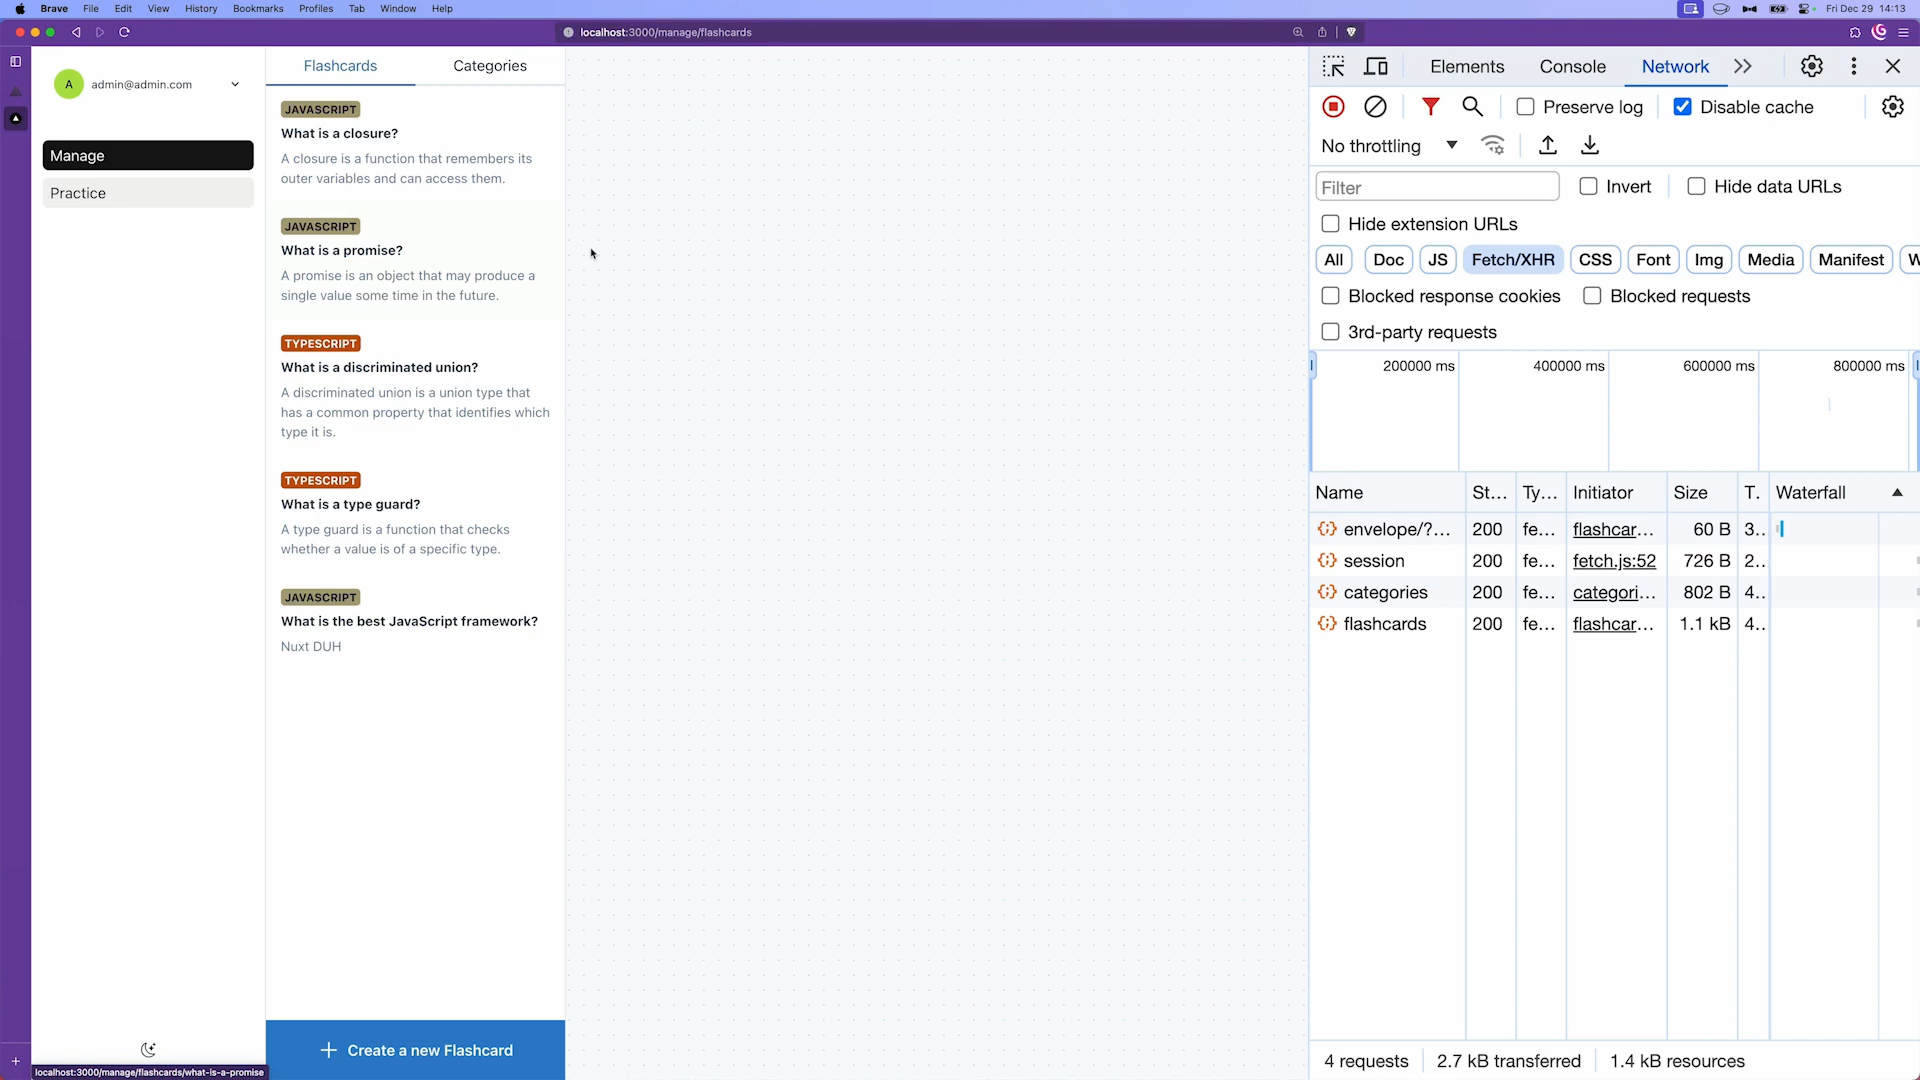 Brave File Edit View History Bookmarks Profiles Tab Window Help
Fri Dec 29 14:13
localhost:3000/manage/flashcards
A admin@admin.com
Manage
Practice
Flashcards Categories
JAVASCRIPT
What is a closure?
A closure is a function that remembers its
outer variables and can access them.
JAVASCRIPT
What is a promise?
A promise is an object that may produce a
single value some time in the future.
TYPESCRIPT
What is a discriminated union?
A discriminated union is a union type that
has a common property that identifies which
type it is.
TYPESCRIPT
What is a type guard?
A type guard is a function that checks
whether a value is of a specific type.
JAVASCRIPT
What is the best JavaScript framework?
Nuxt DUH
+ Create a new Flashcard
localhost:3000/manage/flashcards/what-is-a-promise
Elements Console Network
Preserve log Disable cache
No throttling
Filter Invert Hide data URLs
Hide extension URLs
All Doc JS Fetch/XHR CSS Font Img Media Manifest W
Blocked response cookies Blocked requests
3rd-party requests
200000 ms 400000 ms 600000 ms 800000 ms
Name St... Ty... Initiator Size T. Waterfall
envelope/?... 200 fe... flashcar... 60 B 3..
session 200 fe... fetch.js:52 726 B 2..
categories 200 fe... categori... 802 B 4..
flashcards 200 fe... flashcar... 1.1 kB 4..
4 requests 2.7 kB transferred 1.4 kB resources